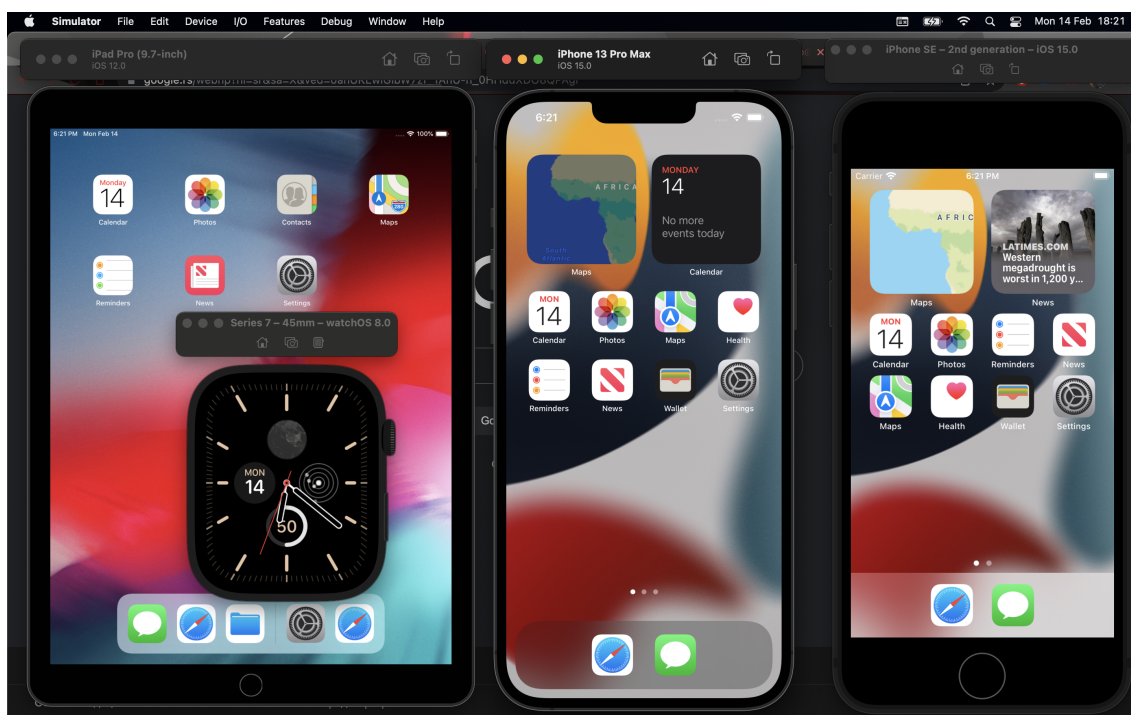 Simulator File Edit Device I/O Features Debug Window Help Mon 14 Feb 18:21
iPad Pro (9.7-inch)
iOS 12.0
iPhone 13 Pro Max
iOS 15.0
iPhone SE – 2nd generation – iOS 15.0
6:21 PM Mon Feb 14 100%
Monday
14
Calendar Photos Contacts Maps
280
Reminders News Settings
Series 7 – 45mm – watchOS 8.0
MON
14
50
6:21
AFRICA
South
Atlantic
Maps
MONDAY
14
No more
events today
Calendar
MON
14
Calendar Photos Maps Health
Reminders News Wallet Settings
Carrier 6:21 PM
AFRIC
Maps
LATIMES.COM
Western
megadrought is
worst in 1,200 y...
News
MON
14
Calendar Photos Reminders News
Maps Health Wallet Settings